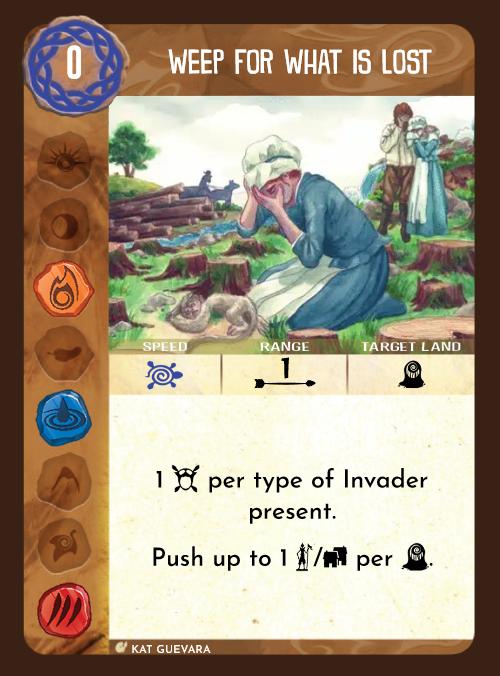 0
WEEP FOR WHAT IS LOST
SPEED
RANGE
TARGET LAND
1
1 per type of Invader
present.
Push up to 1 / per .
KAT GUEVARA